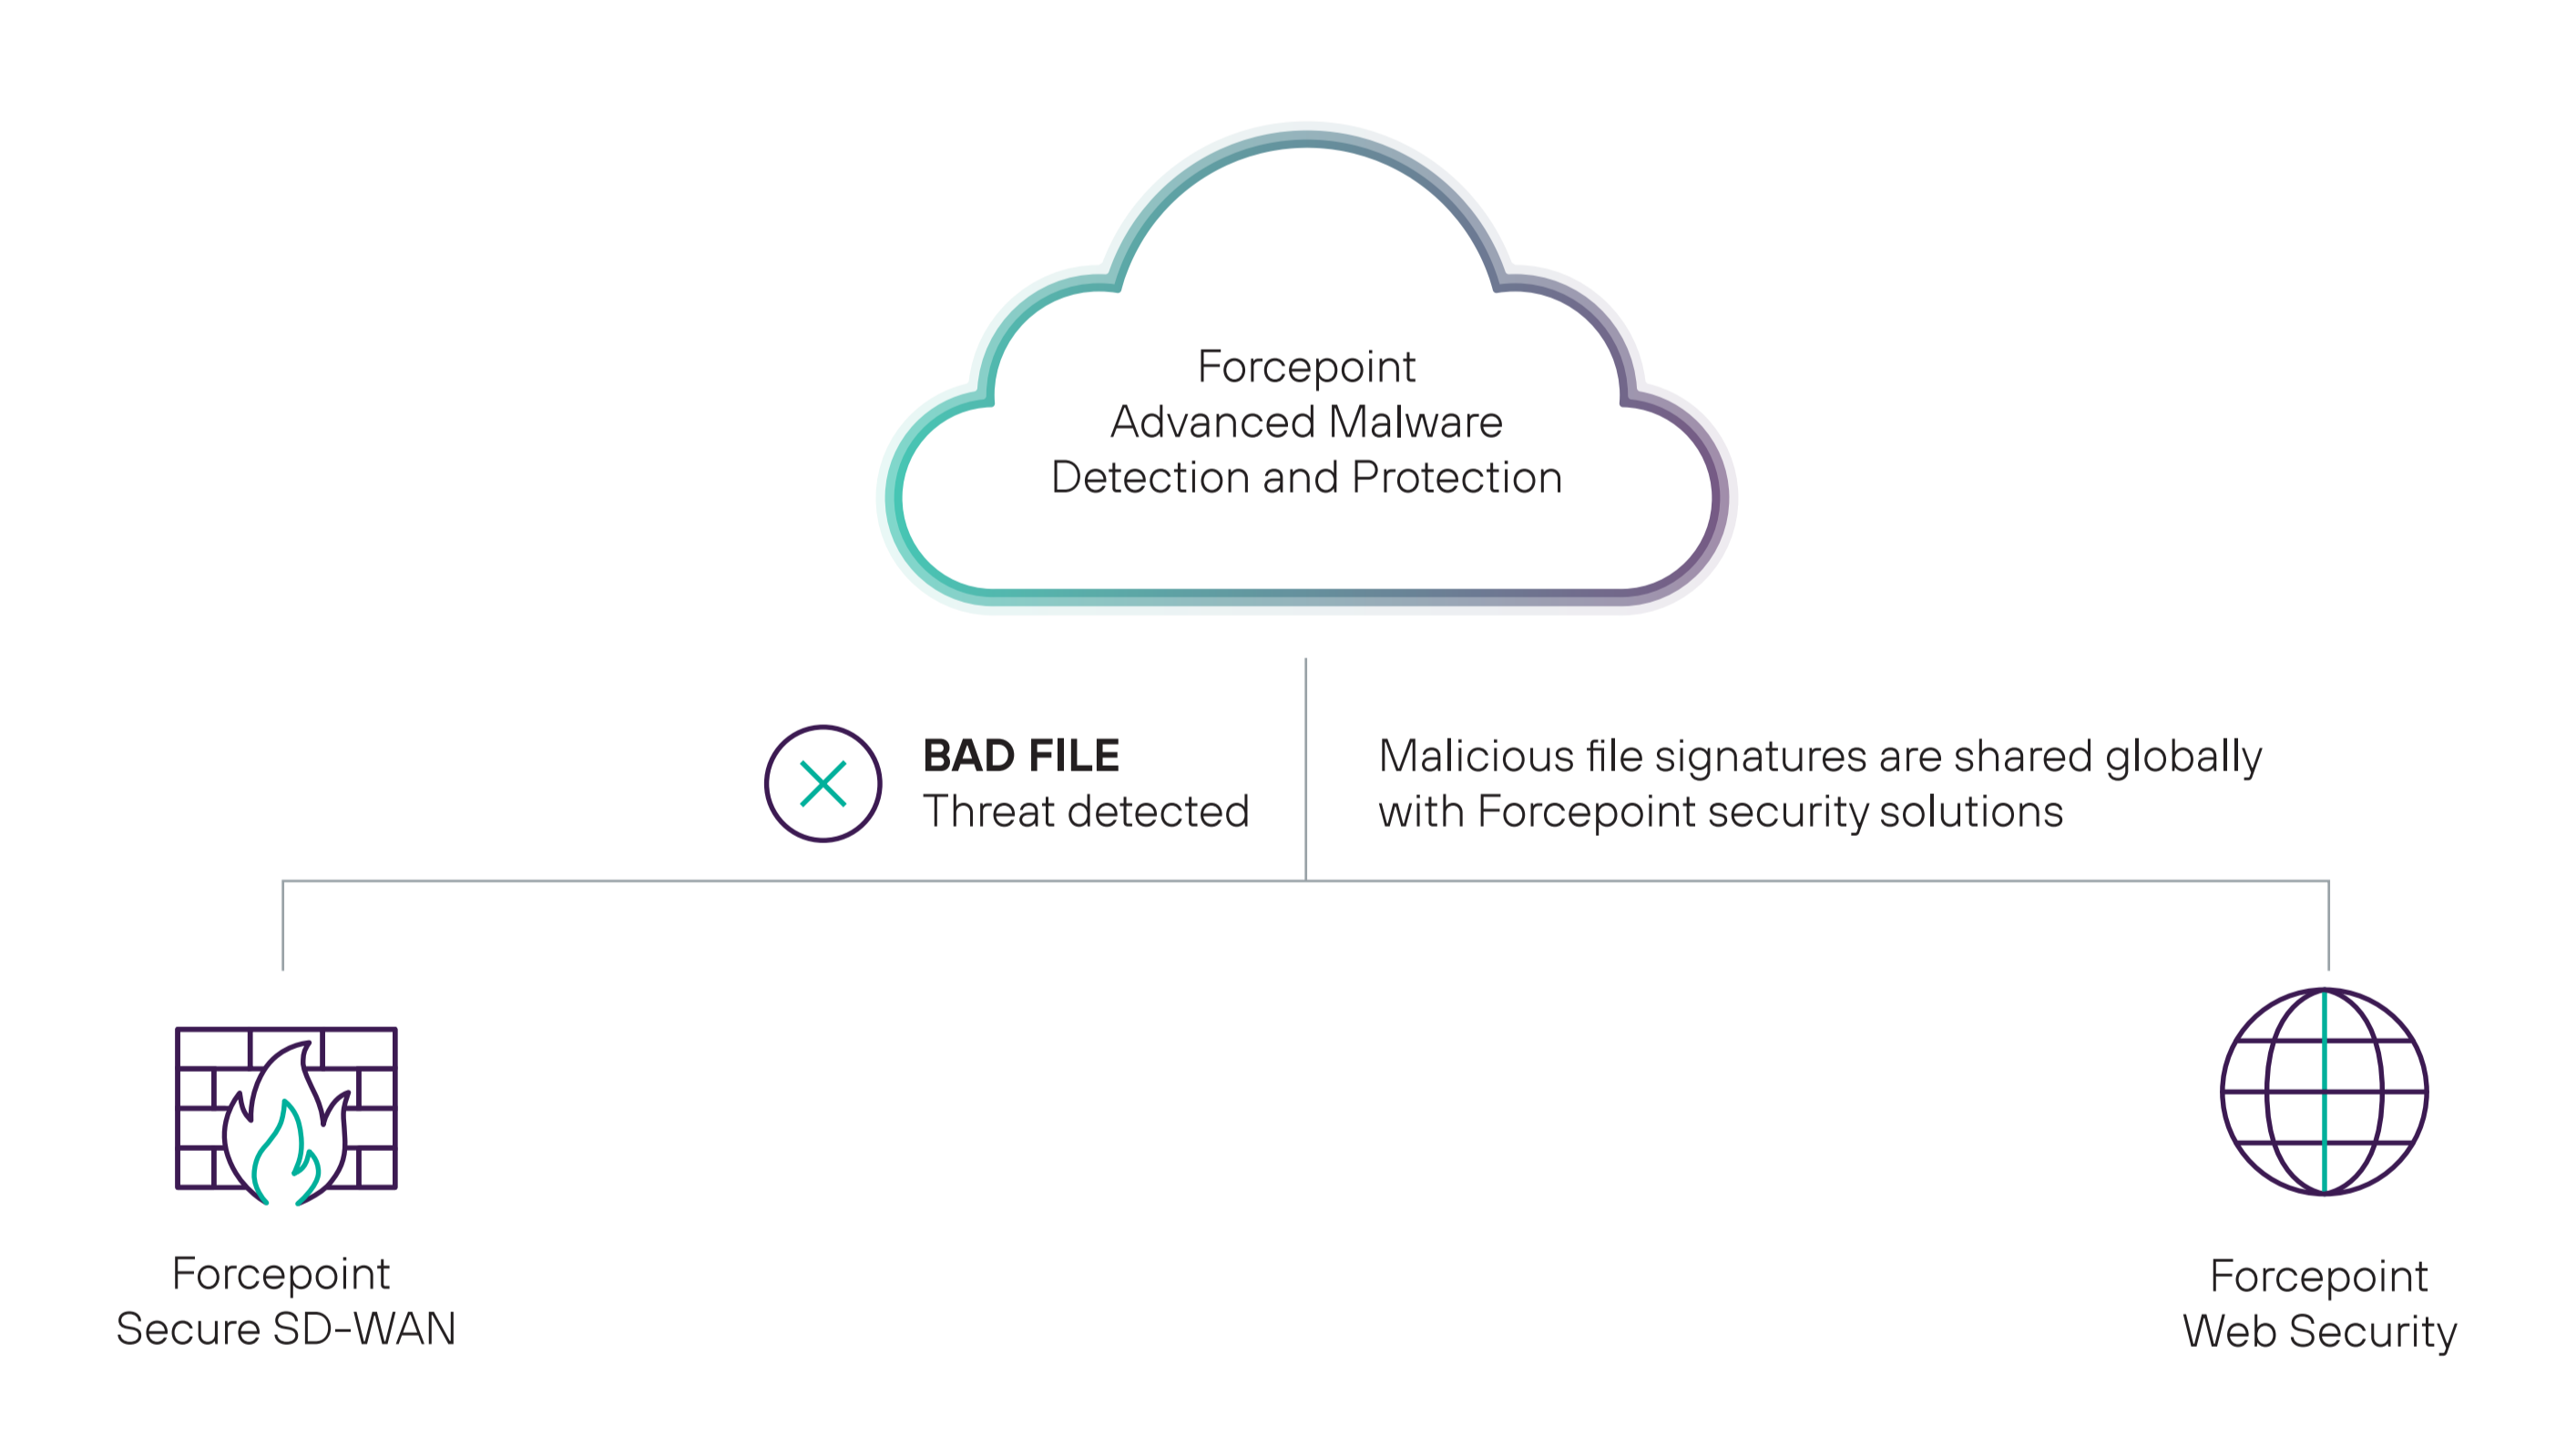 Forcepoint
Advanced Malware
Detection and Protection
BAD FILE
Threat detected
Malicious file signatures are shared globally
with Forcepoint security solutions
Forcepoint
Secure SD-WAN
Forcepoint
Web Security